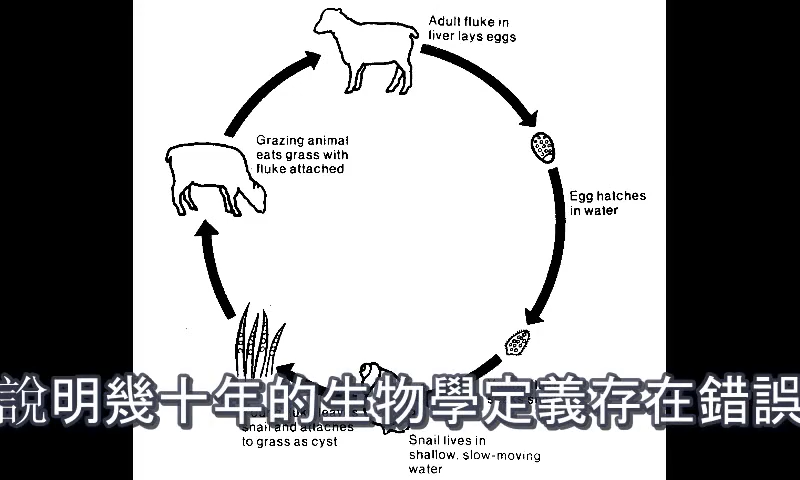 Adult fluke in
liver lays eggs
Grazing animal
eats grass with
fluke attached
Egg hatches
in water
說明幾十年的生物學定義存在錯誤
snail and attaches
to grass as cyst
Snail lives in
shallow, slow-moving
water